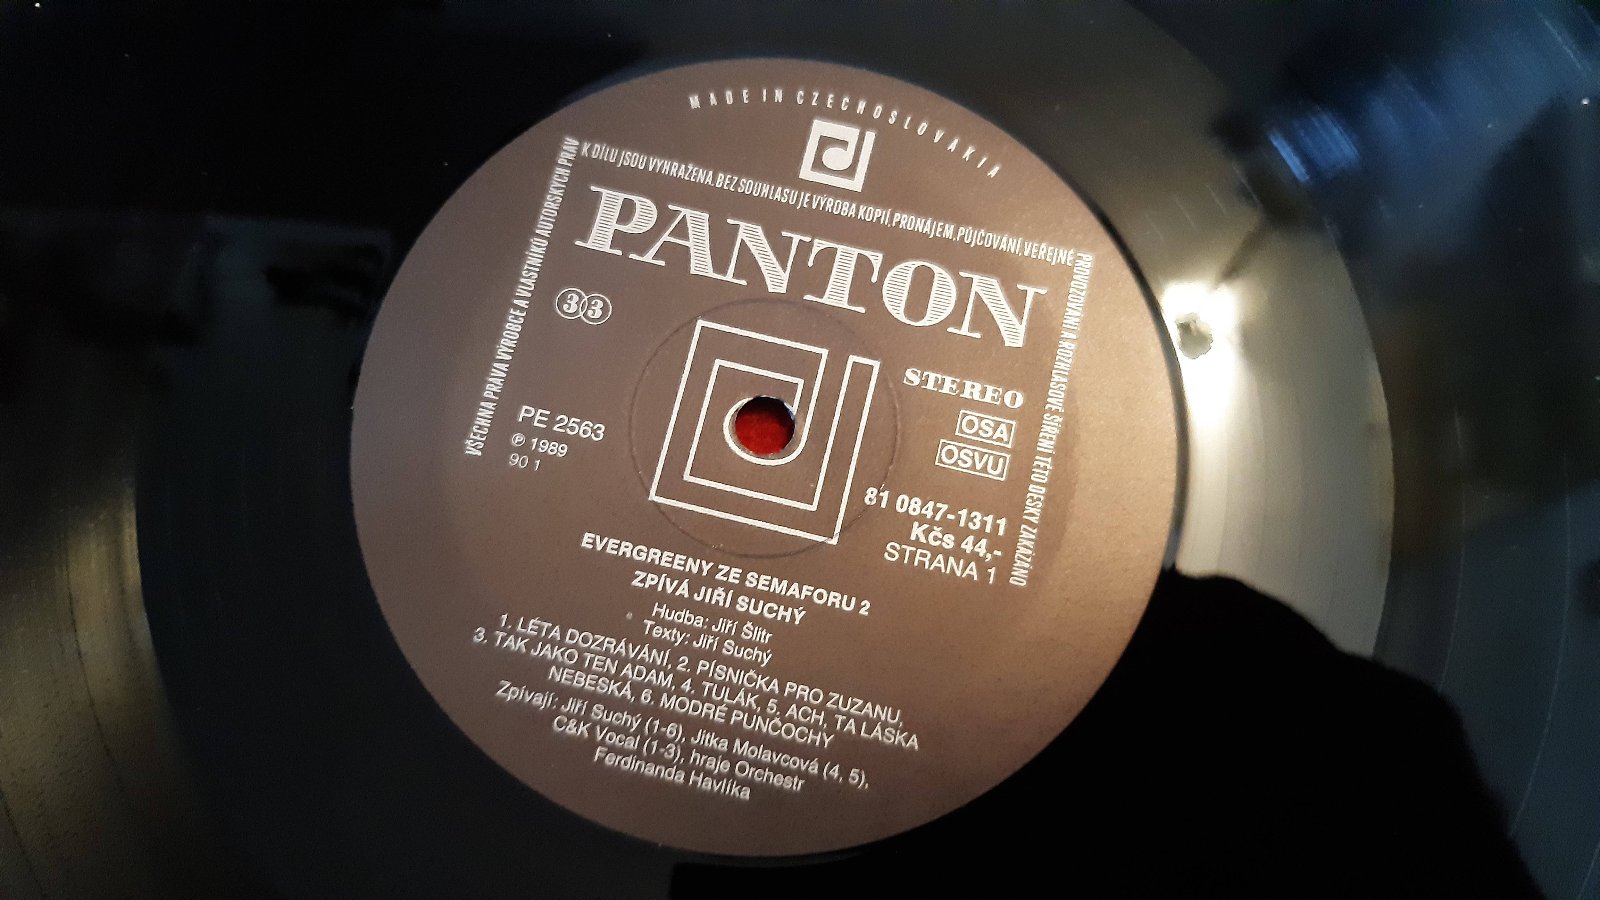 MADE IN CZECHOSLOVAKIA
VŠECHNA PRÁVA VÝROBCE A VLASTNÍKŮ AUTORSKÝCH PRÁV
K DÍLU JSOU VYHRAŽENA. BEZ SOUHLASU JE VÝROBA KOPIÍ, PRONÁJEM, PŮJČOVÁNÍ, VEŘEJNÉ
PROVOZOVÁNÍ A ROZHLASOVÉ ŠÍŘENÍ TÉTO DESKY ZAKÁZÁNO
PANTON
33
STEREO
OSA
OSVU
PE 2563
℗ 1989
90 1
81 0847-1311
Kčs 44,-
STRANA 1
EVERGREENY ZE SEMAFORU 2
ZPÍVÁ JIŘÍ SUCHÝ
Hudba: Jiří Šlitr
Texty: Jiří Suchý
1. LÉTA DOZRÁVÁNÍ, 2. PÍSNIČKA PRO ZUZANU,
3. TAK JAKO TEN ADAM, 4. TULÁK, 5. ACH, TA LÁSKA
NEBESKÁ, 6. MODRÉ PUNČOCHY
Zpívají: Jiří Suchý (1-6), Jitka Molavcová (4, 5),
C&K Vocal (1-3), hraje Orchestr
Ferdinanda Havlíka